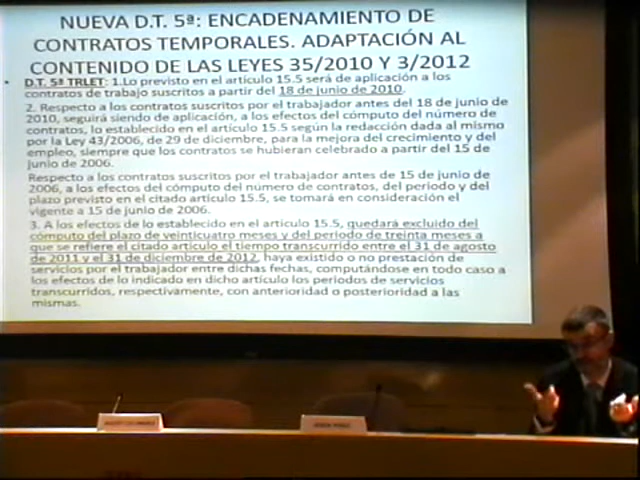 NUEVA D.T. 5ª: ENCADENAMIENTO DE
CONTRATOS TEMPORALES. ADAPTACIÓN AL
CONTENIDO DE LAS LEYES 35/2010 Y 3/2012
• D.T. 5ª TRLET: 1.Lo previsto en el artículo 15.5 será de aplicación a los
contratos de trabajo suscritos a partir del 18 de junio de 2010.
2. Respecto a los contratos suscritos por el trabajador antes del 18 de junio de
2010, seguirá siendo de aplicación, a los efectos del cómputo del número de
contratos, lo establecido en el artículo 15.5 según la redacción dada al mismo
por la Ley 43/2006, de 29 de diciembre, para la mejora del crecimiento y del
empleo, siempre que los contratos se hubieran celebrado a partir del 15 de
junio de 2006.
Respecto a los contratos suscritos por el trabajador antes de 15 de junio de
2006, a los efectos del cómputo del número de contratos, del periodo y del
plazo previsto en el citado artículo 15.5, se tomará en consideración el
vigente a 15 de junio de 2006.
3. A los efectos de lo establecido en el artículo 15.5, quedará excluido del
cómputo del plazo de veinticuatro meses y del periodo de treinta meses a
que se refiere el citado artículo el tiempo transcurrido entre el 31 de agosto
de 2011 y el 31 de diciembre de 2012, haya existido o no prestación de
servicios por el trabajador entre dichas fechas, computándose en todo caso a
los efectos de lo indicado en dicho artículo los periodos de servicios
transcurridos, respectivamente, con anterioridad o posterioridad a las
mismas.